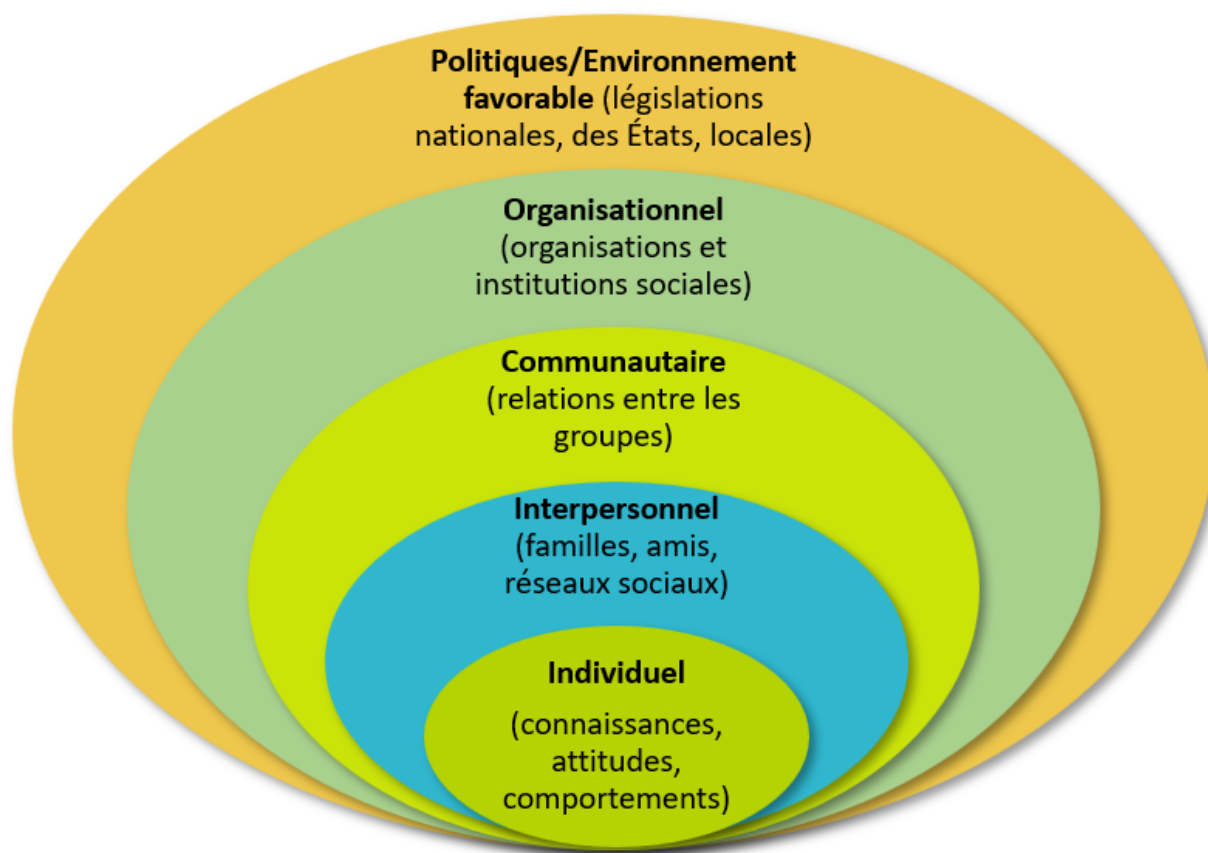 Politiques/Environnement
favorable (législations
nationales, des États, locales)
Organisationnel
(organisations et
institutions sociales)
Communautaire
(relations entre les
groupes)
Interpersonnel
(familles, amis,
réseaux sociaux)
Individuel
(connaissances,
attitudes,
comportements)